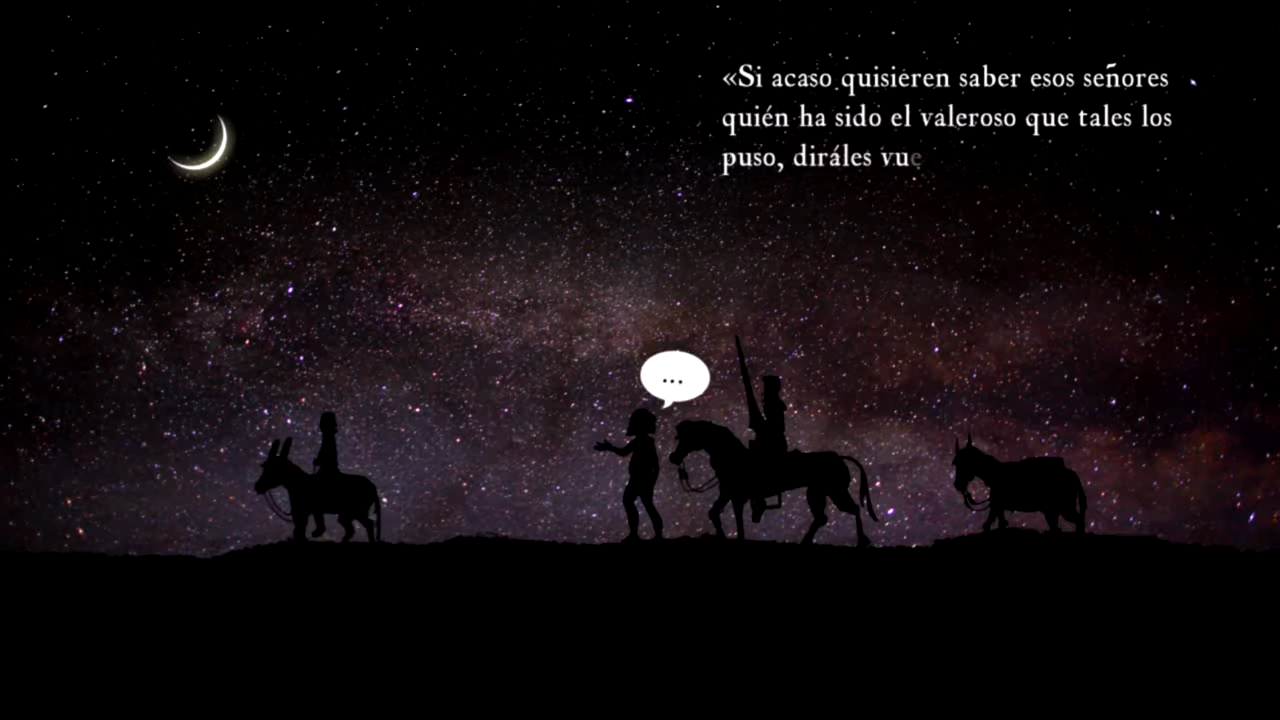 «Si acaso quisieren saber esos señores
quién ha sido el valeroso que tales los
puso, diráles vue
...